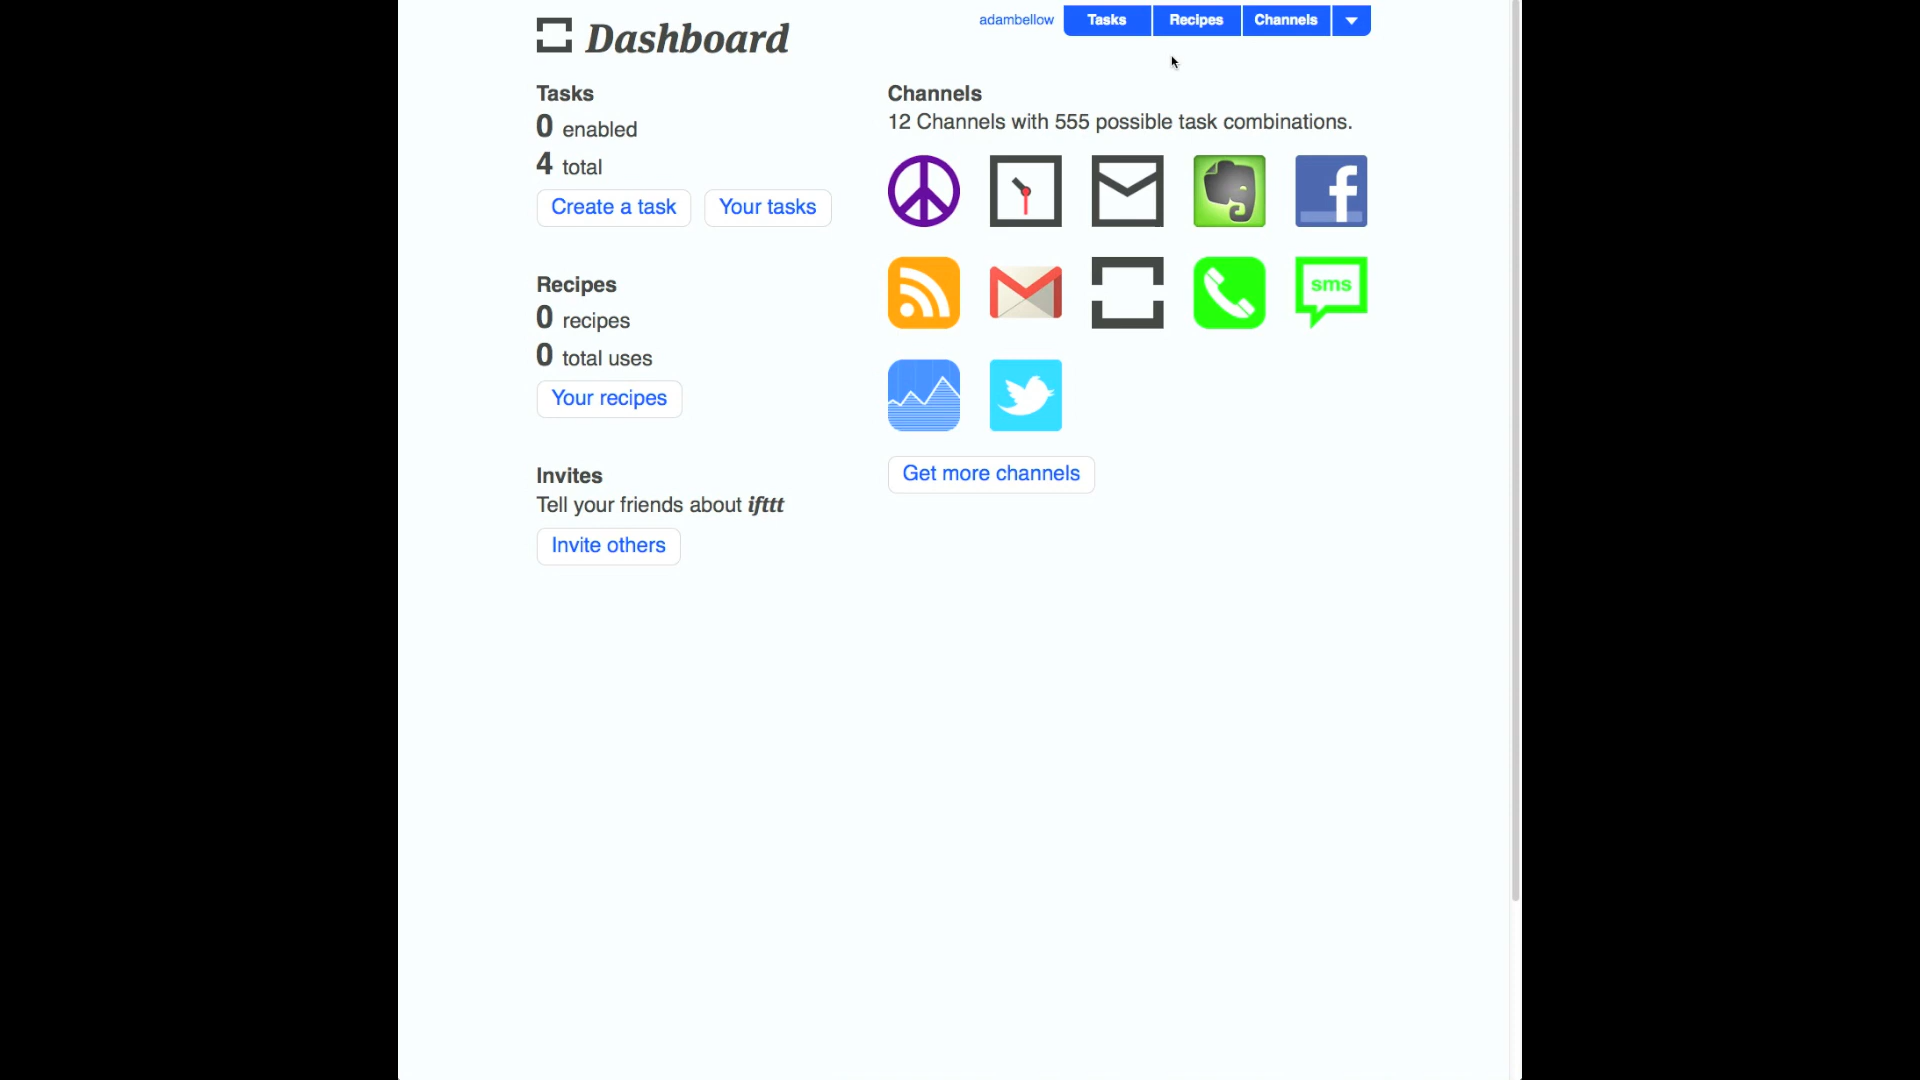 adambellow Tasks Recipes Channels
Dashboard
Tasks
0 enabled
4 total
Create a task Your tasks
Recipes
0 recipes
0 total uses
Your recipes
Invites
Tell your friends about ifttt
Invite others
Channels
12 Channels with 555 possible task combinations.
sms
Get more channels